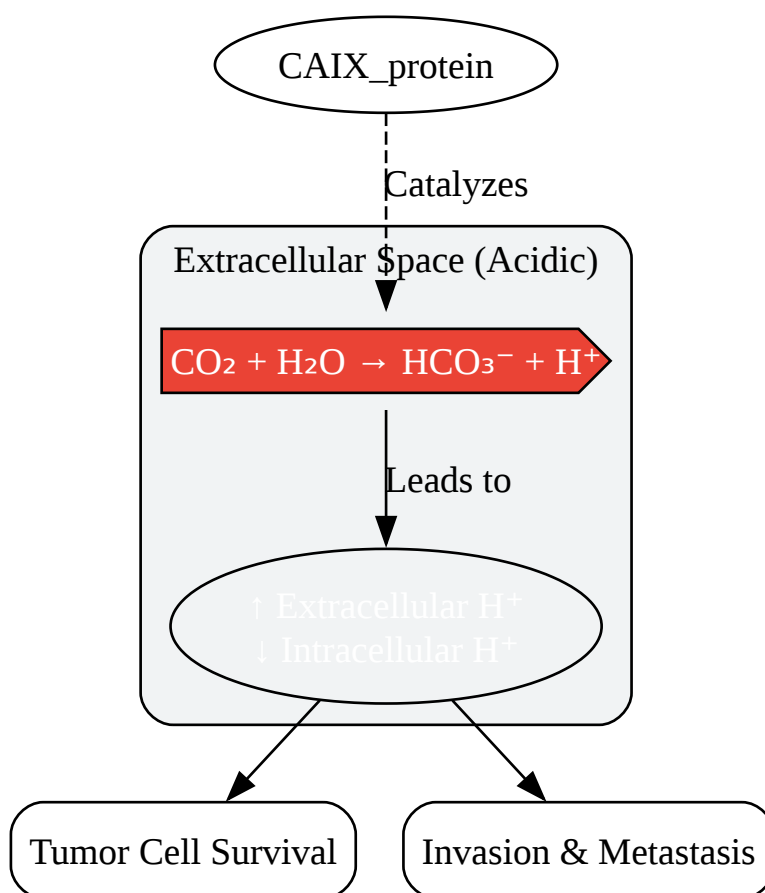 CAIX_protein
Catalyzes
Extracellular Space (Acidic)
CO₂ + H₂O → HCO₃⁻ + H⁺
Leads to
↑ Extracellular H⁺
↓ Intracellular H⁺
Tumor Cell Survival
Invasion & Metastasis